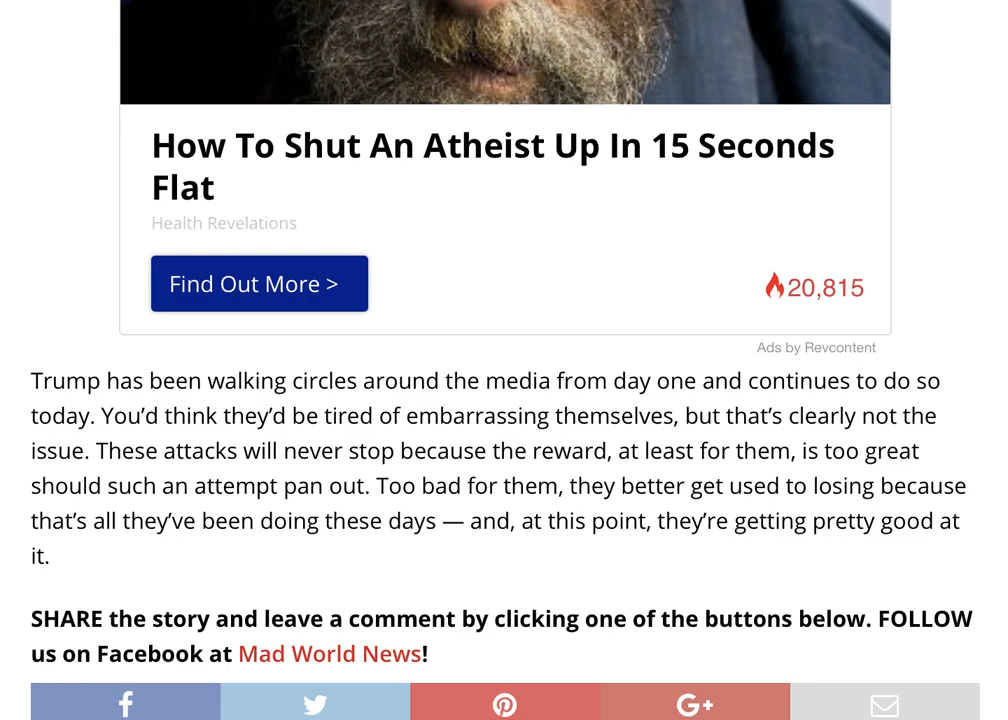 How To Shut An Atheist Up In 15 Seconds
Flat
Health Revelations
Find Out More >
20,815
Ads by Revcontent
Trump has been walking circles around the media from day one and continues to do so
today. You’d think they’d be tired of embarrassing themselves, but that’s clearly not the
issue. These attacks will never stop because the reward, at least for them, is too great
should such an attempt pan out. Too bad for them, they better get used to losing because
that’s all they’ve been doing these days — and, at this point, they’re getting pretty good at
it.
SHARE the story and leave a comment by clicking one of the buttons below. FOLLOW
us on Facebook at Mad World News!
f G+